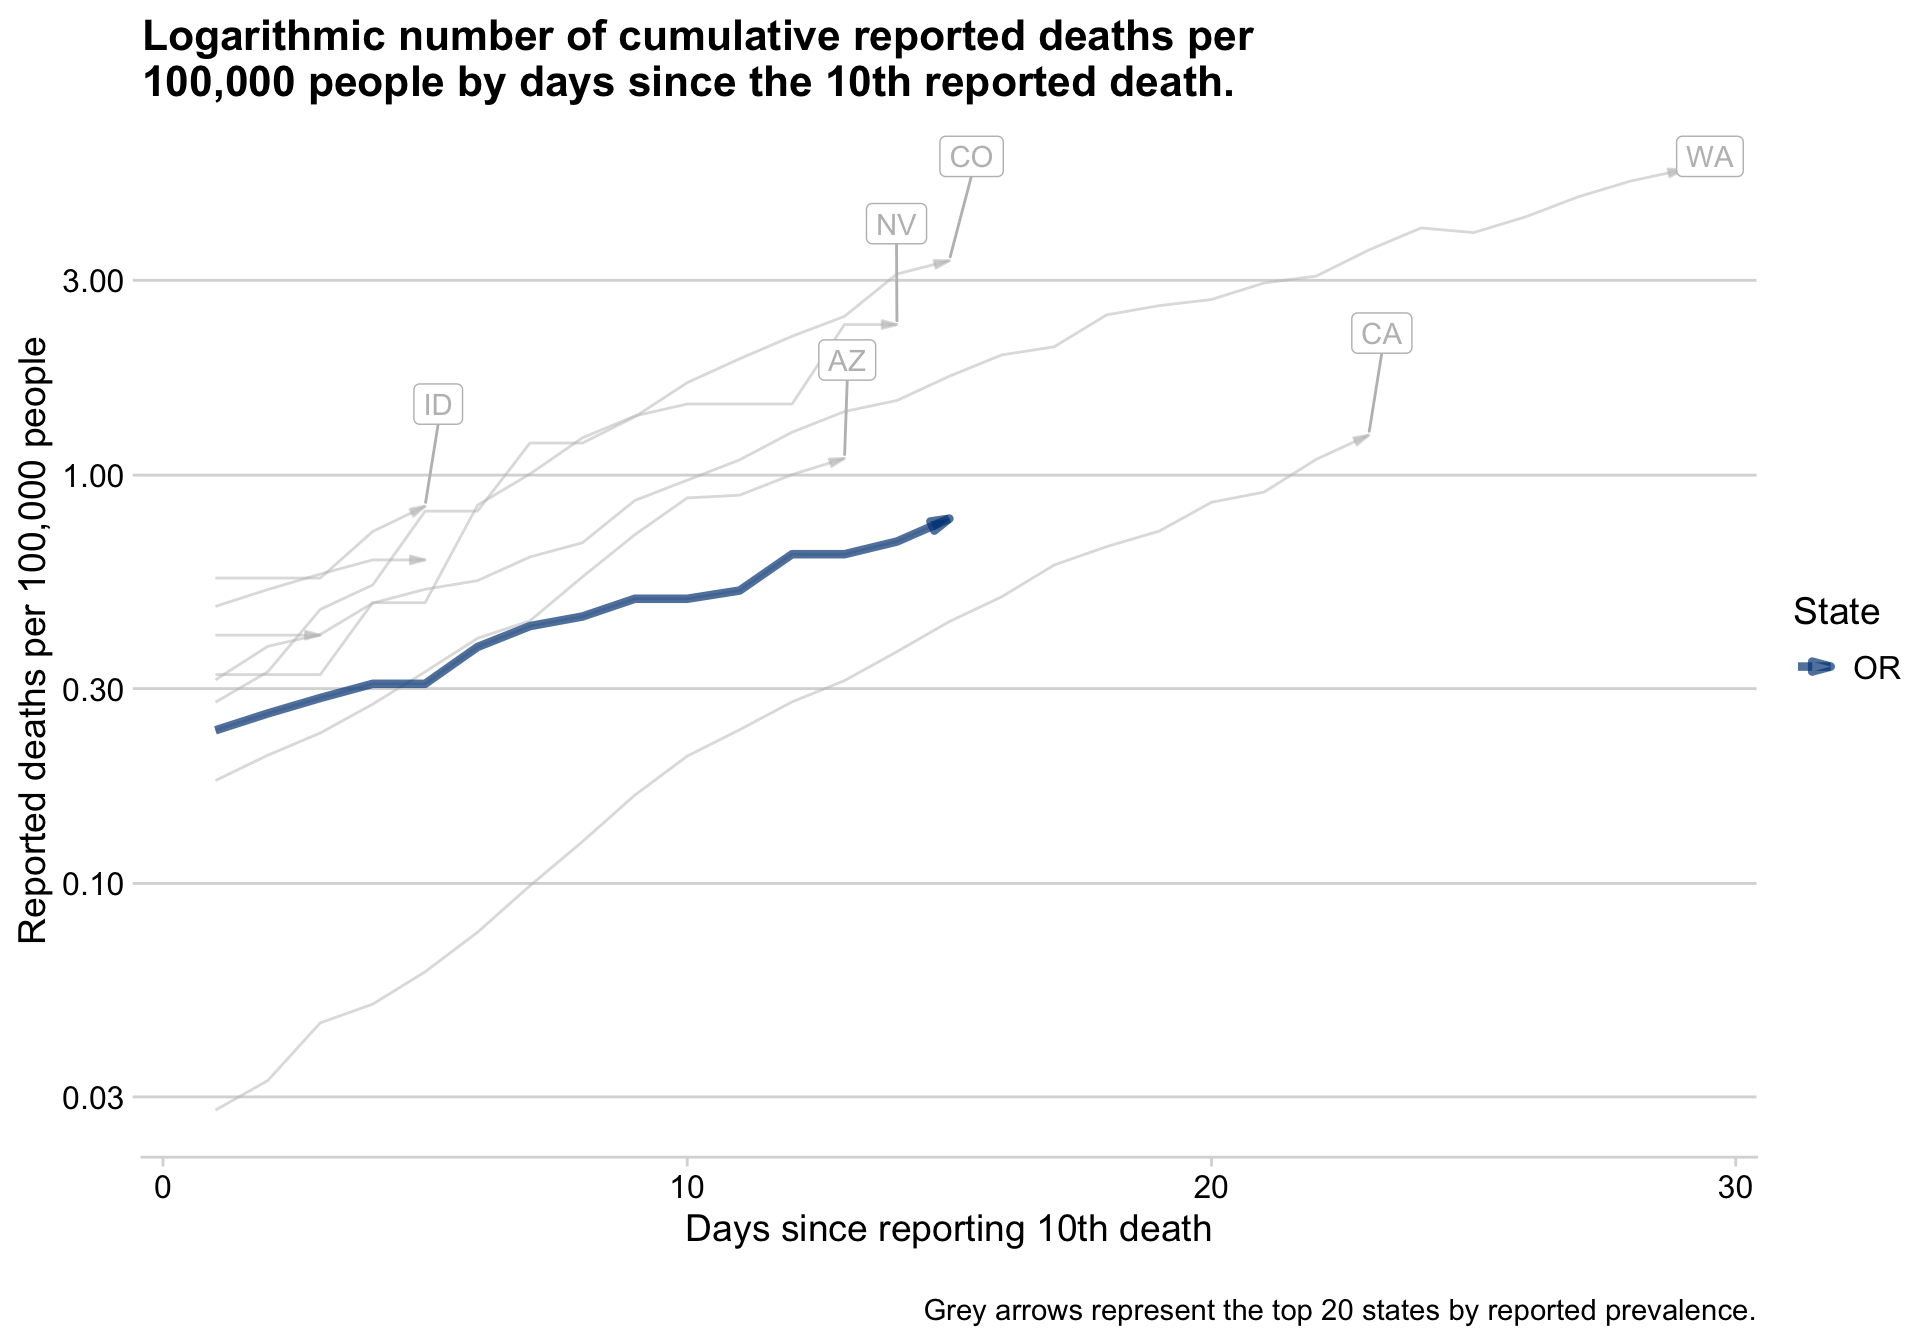 Logarithmic number of cumulative reported deaths per
100,000 people by days since the 10th reported death.
CO
WA
NV
3.00
CA
AZ
ID
Reported deaths per 100,000 people
1.00
State
OR
0.30
0.10
0.03
0
10
20
30
Days since reporting 10th death
Grey arrows represent the top 20 states by reported prevalence.